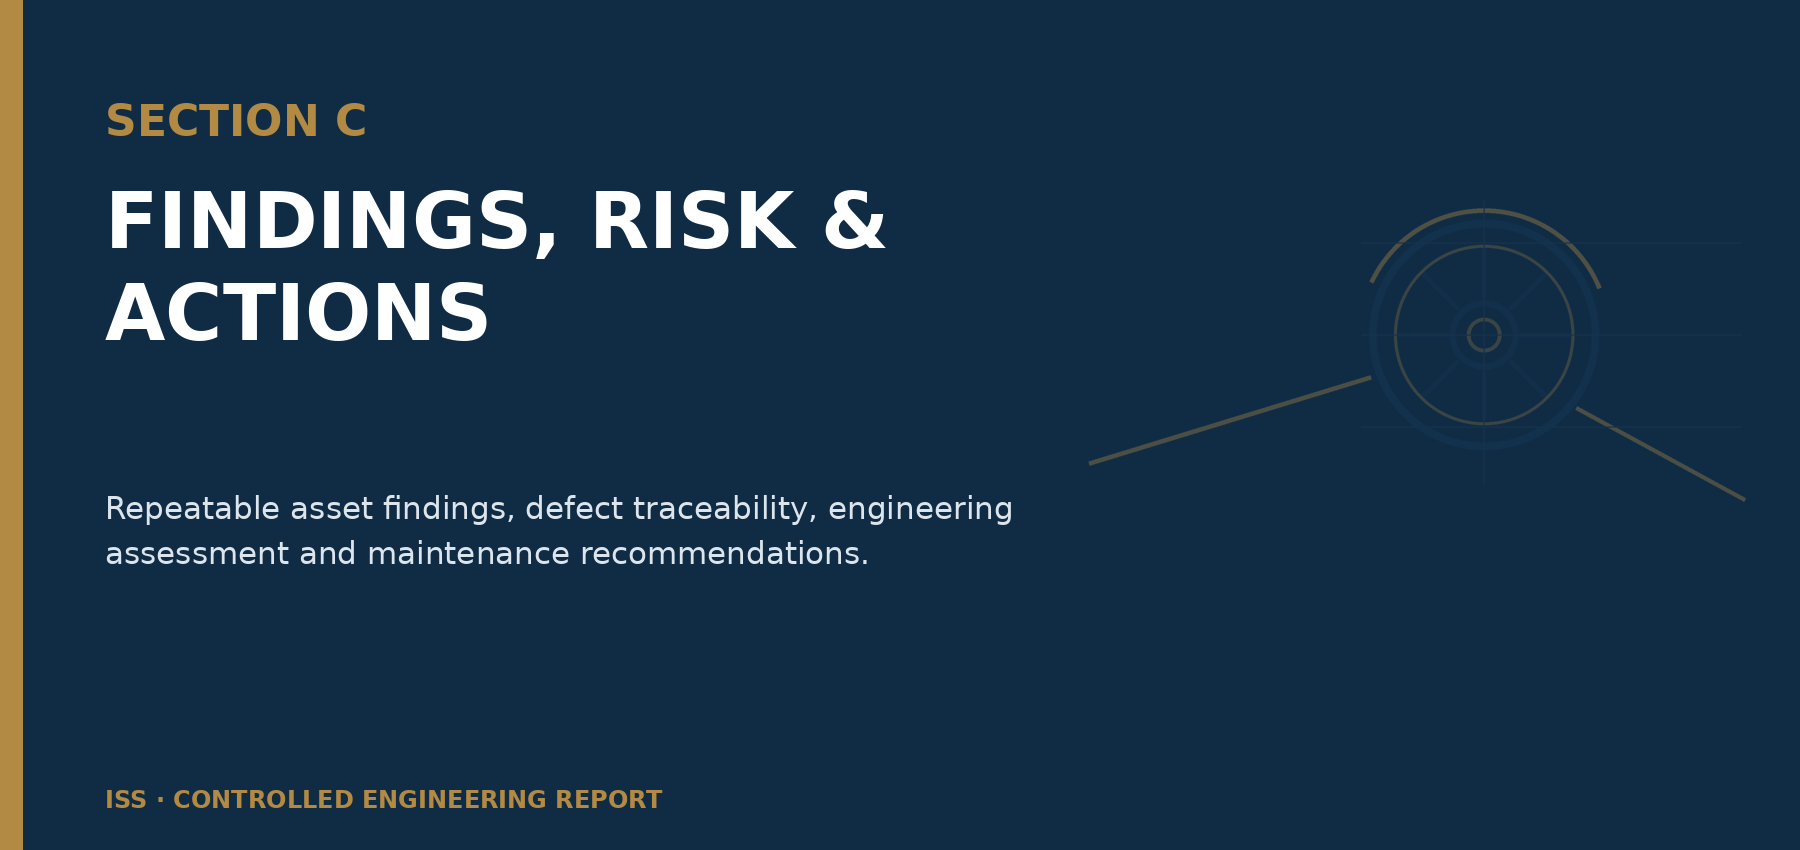 SECTION C
FINDINGS, RISK &
ACTIONS
Repeatable asset findings, defect traceability, engineering
assessment and maintenance recommendations.
ISS · CONTROLLED ENGINEERING REPORT